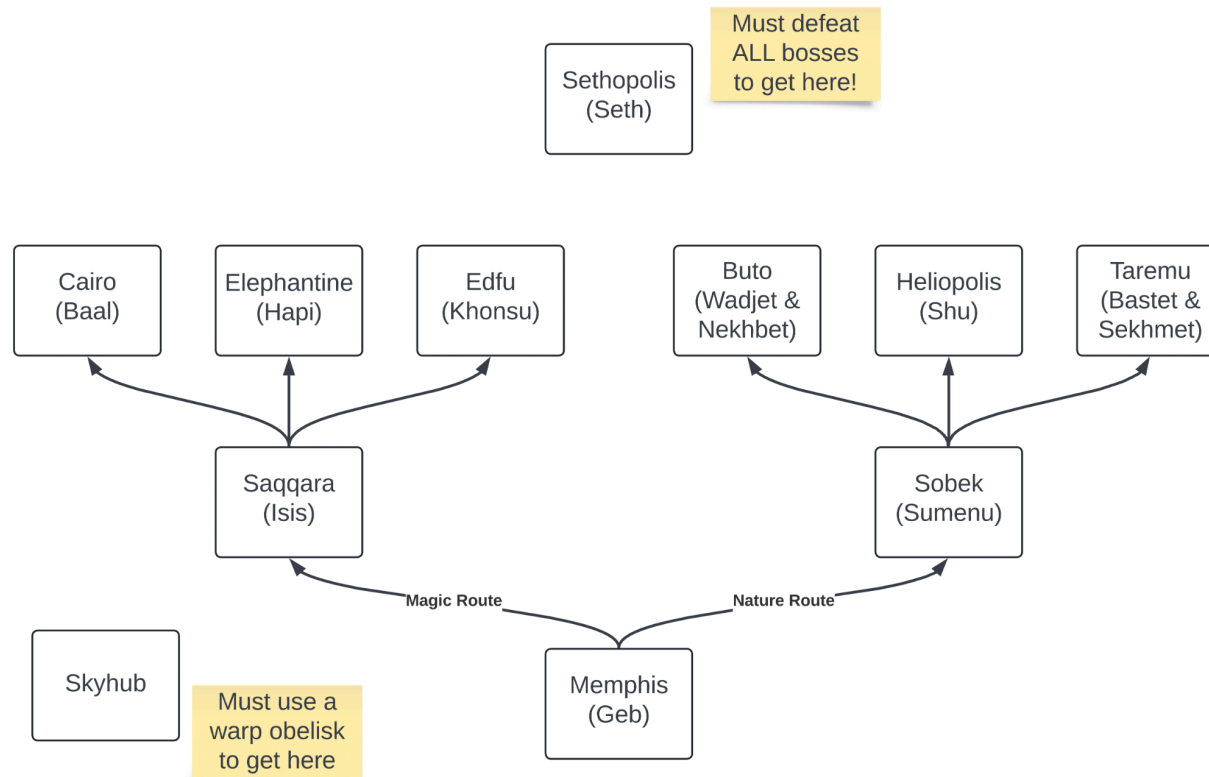 Sethopolis
(Seth)
Must defeat
ALL bosses
to get here!
Cairo
(Baal)
Elephantine
(Hapi)
Edfu
(Khonsu)
Buto
(Wadjet &
Nekhbet)
Heliopolis
(Shu)
Taremu
(Bastet &
Sekhmet)
Saqqara
(Isis)
Sobek
(Sumenu)
Magic Route
Nature Route
Skyhub
Must use a
warp obelisk
to get here
Memphis
(Geb)